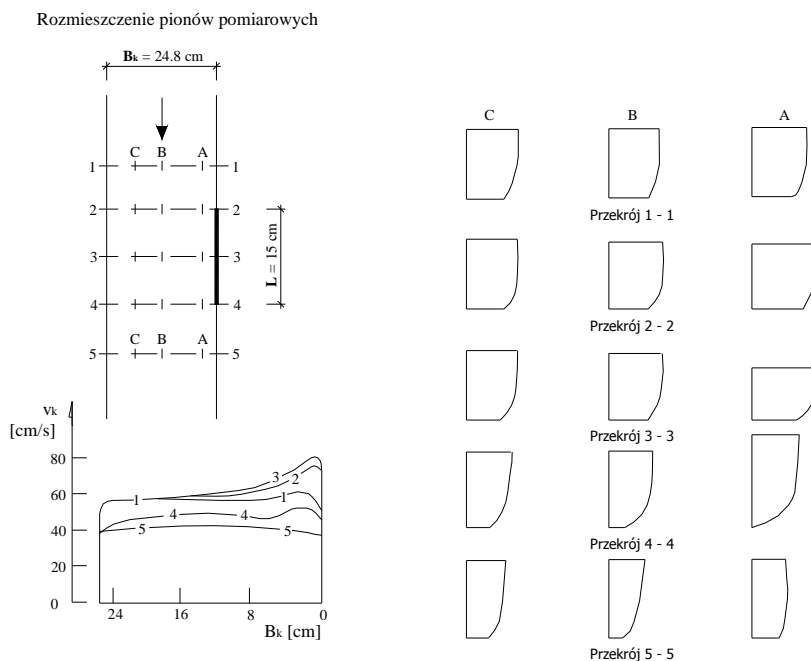 Rozmieszczenie pionów pomiarowych
Bk = 24.8 cm
C B A
1 1
2 2
3 3
4 4
L = 15 cm
C B A
5 5
vk
[cm/s]
80
60
40
20
0
3
2
1 1
4 4
5 5
24 16 8 0
Bk [cm]
C B A
Przekrój 1 - 1
Przekrój 2 - 2
Przekrój 3 - 3
Przekrój 4 - 4
Przekrój 5 - 5